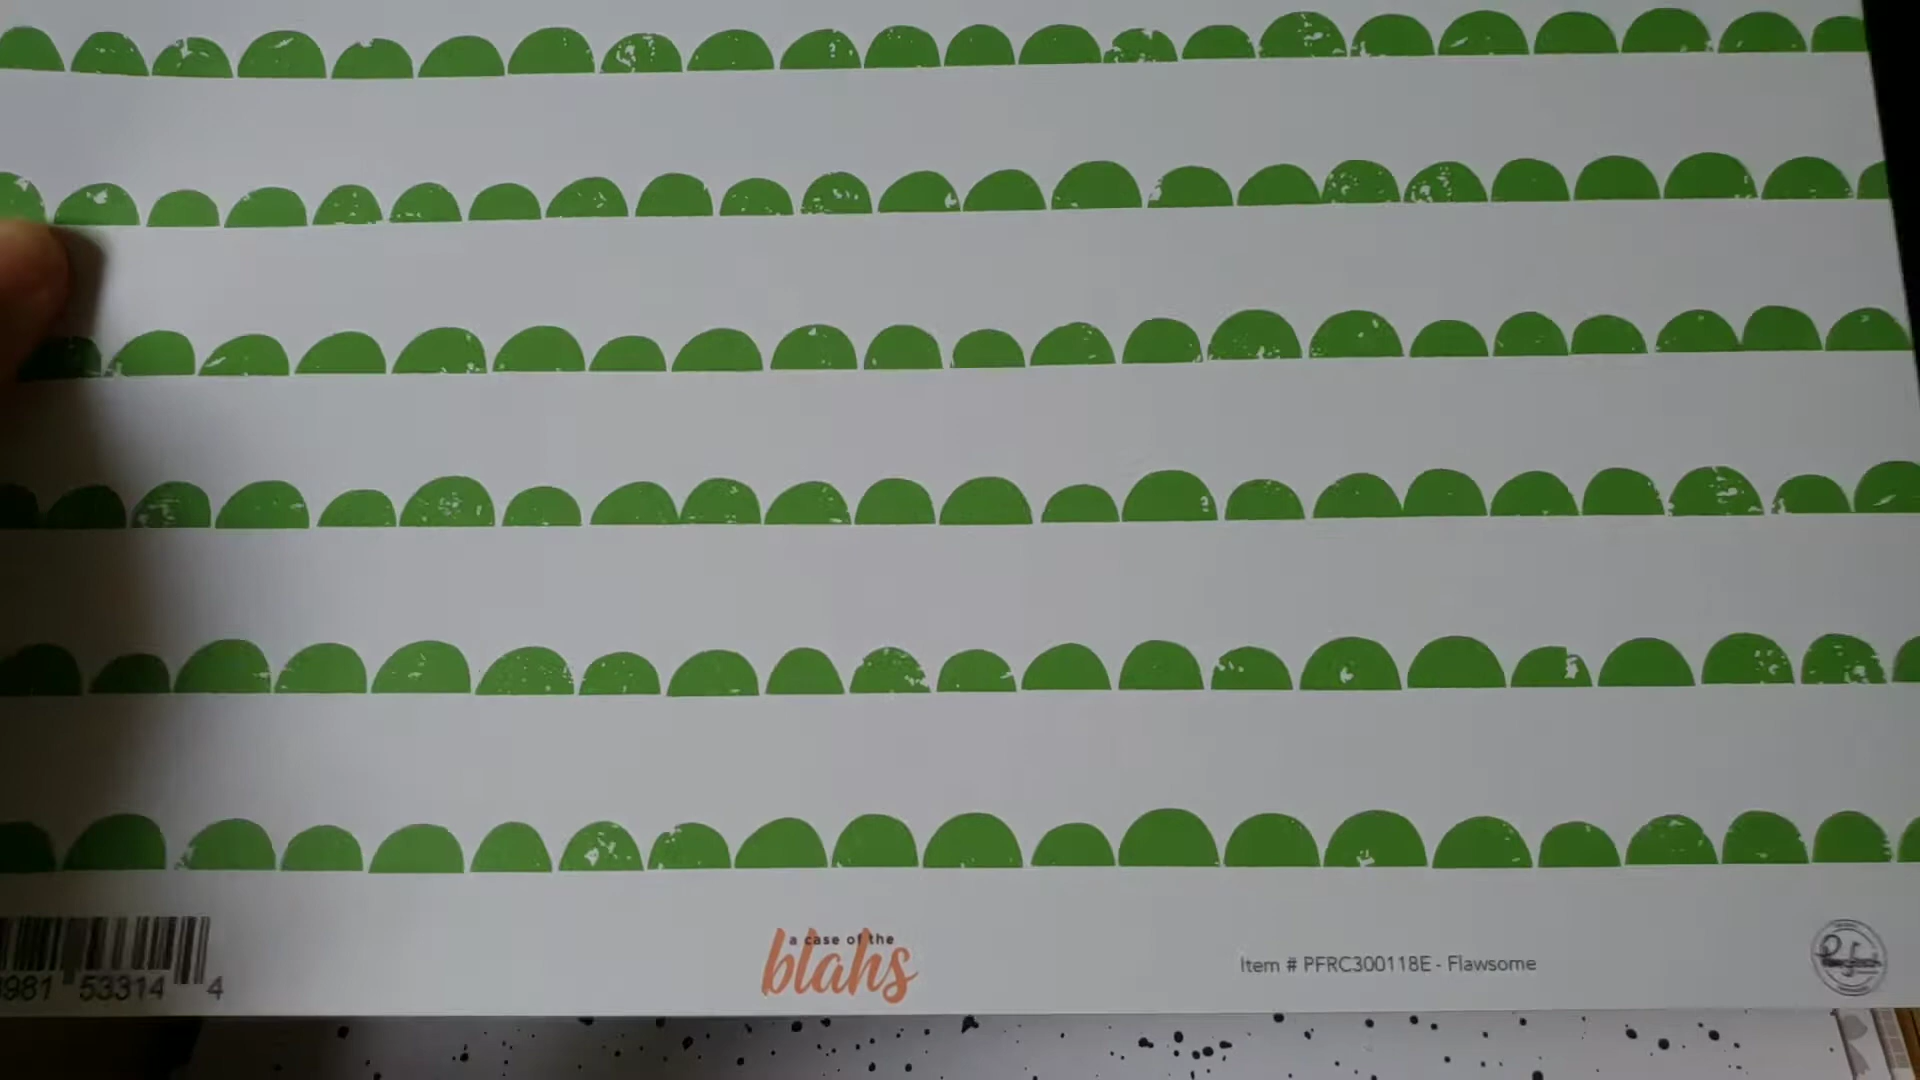 a case of the
blahs
Item # PFRC300118E - Flawsome
981 53314 4